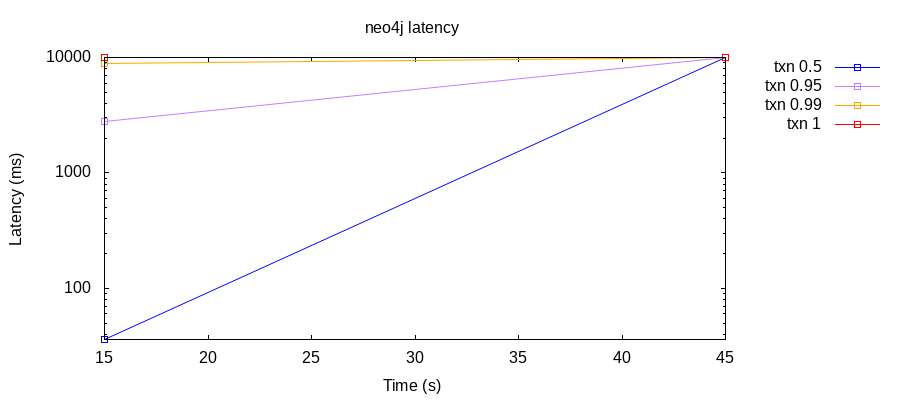 neo4j latency
10000
1000
100
Latency (ms)
15 20 25 30 35 40 45
Time (s)
txn 0.5
txn 0.95
txn 0.99
txn 1